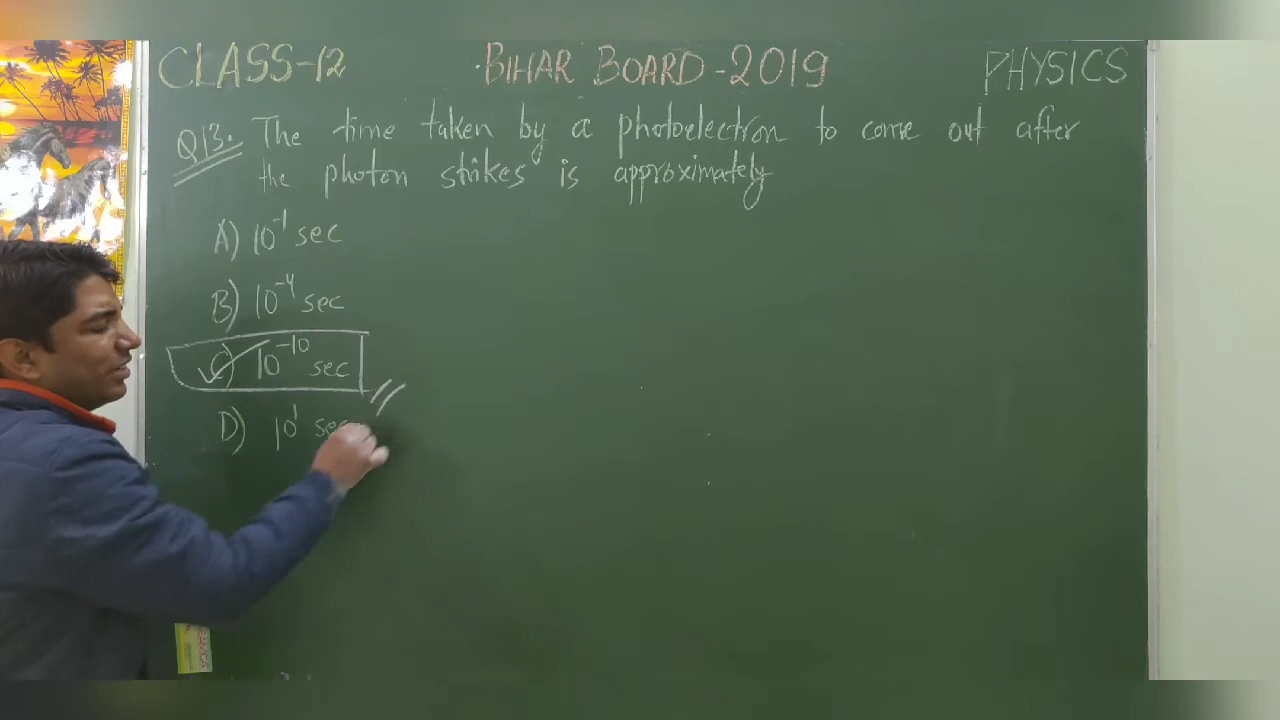 CLASS-12 BIHAR BOARD-2019 PHYSICS
Q13. The time taken by a photoelectron to come out after
the photon strikes is approximately
A) 10⁻¹ sec
B) 10⁻⁴ sec
C) 10⁻¹⁰ sec
D) 10¹ sec